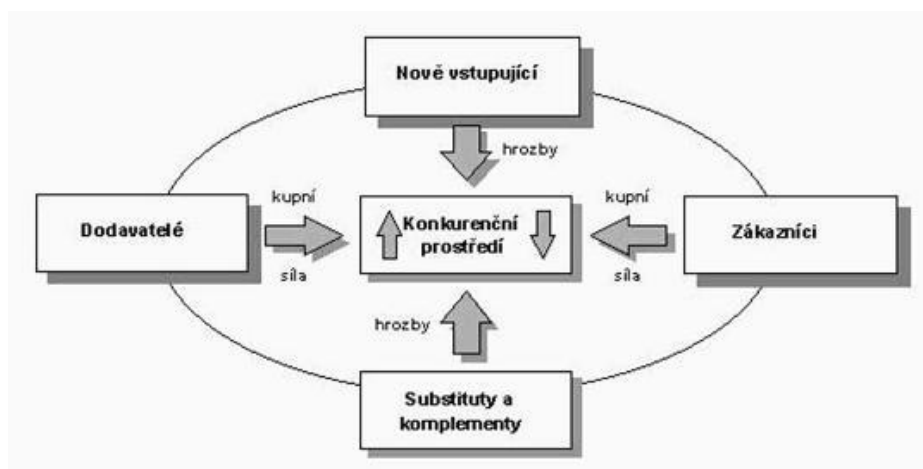 Nově vstupující
hrozby
kupní
kupní
Dodavatelé
Konkurenční
prostředí
Zákazníci
síla
síla
hrozby
Substituty a
komplementy